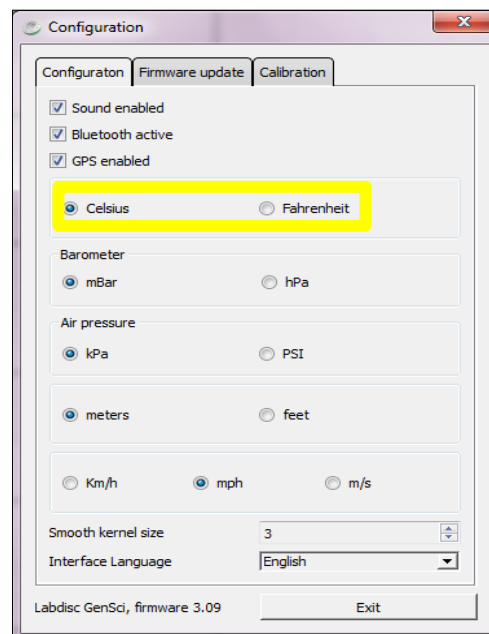 Configuration
Configuraton Firmware update Calibration
Sound enabled
Bluetooth active
GPS enabled
Celsius Fahrenheit
Barometer
mBar hPa
Air pressure
kPa PSI
meters feet
Km/h mph m/s
Smooth kernel size 3
Interface Language English
Labdisc GenSci, firmware 3.09 Exit